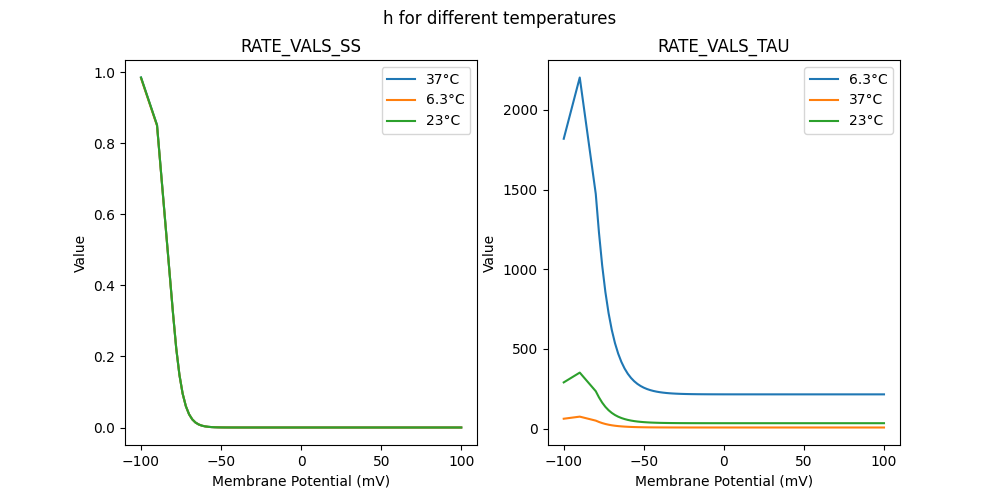 h for different temperatures
RATE_VALS_SS
1.0
0.8
0.6
0.4
0.2
0.0
Value
−100
−50
0
50
100
Membrane Potential (mV)
37°C
6.3°C
23°C
RATE_VALS_TAU
2000
1500
1000
500
0
Value
−100
−50
0
50
100
Membrane Potential (mV)
6.3°C
37°C
23°C